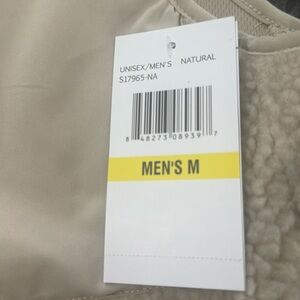 UNISEX/MEN'S NATURAL
S17965-NA
8 48273 08939 7
MEN'S M